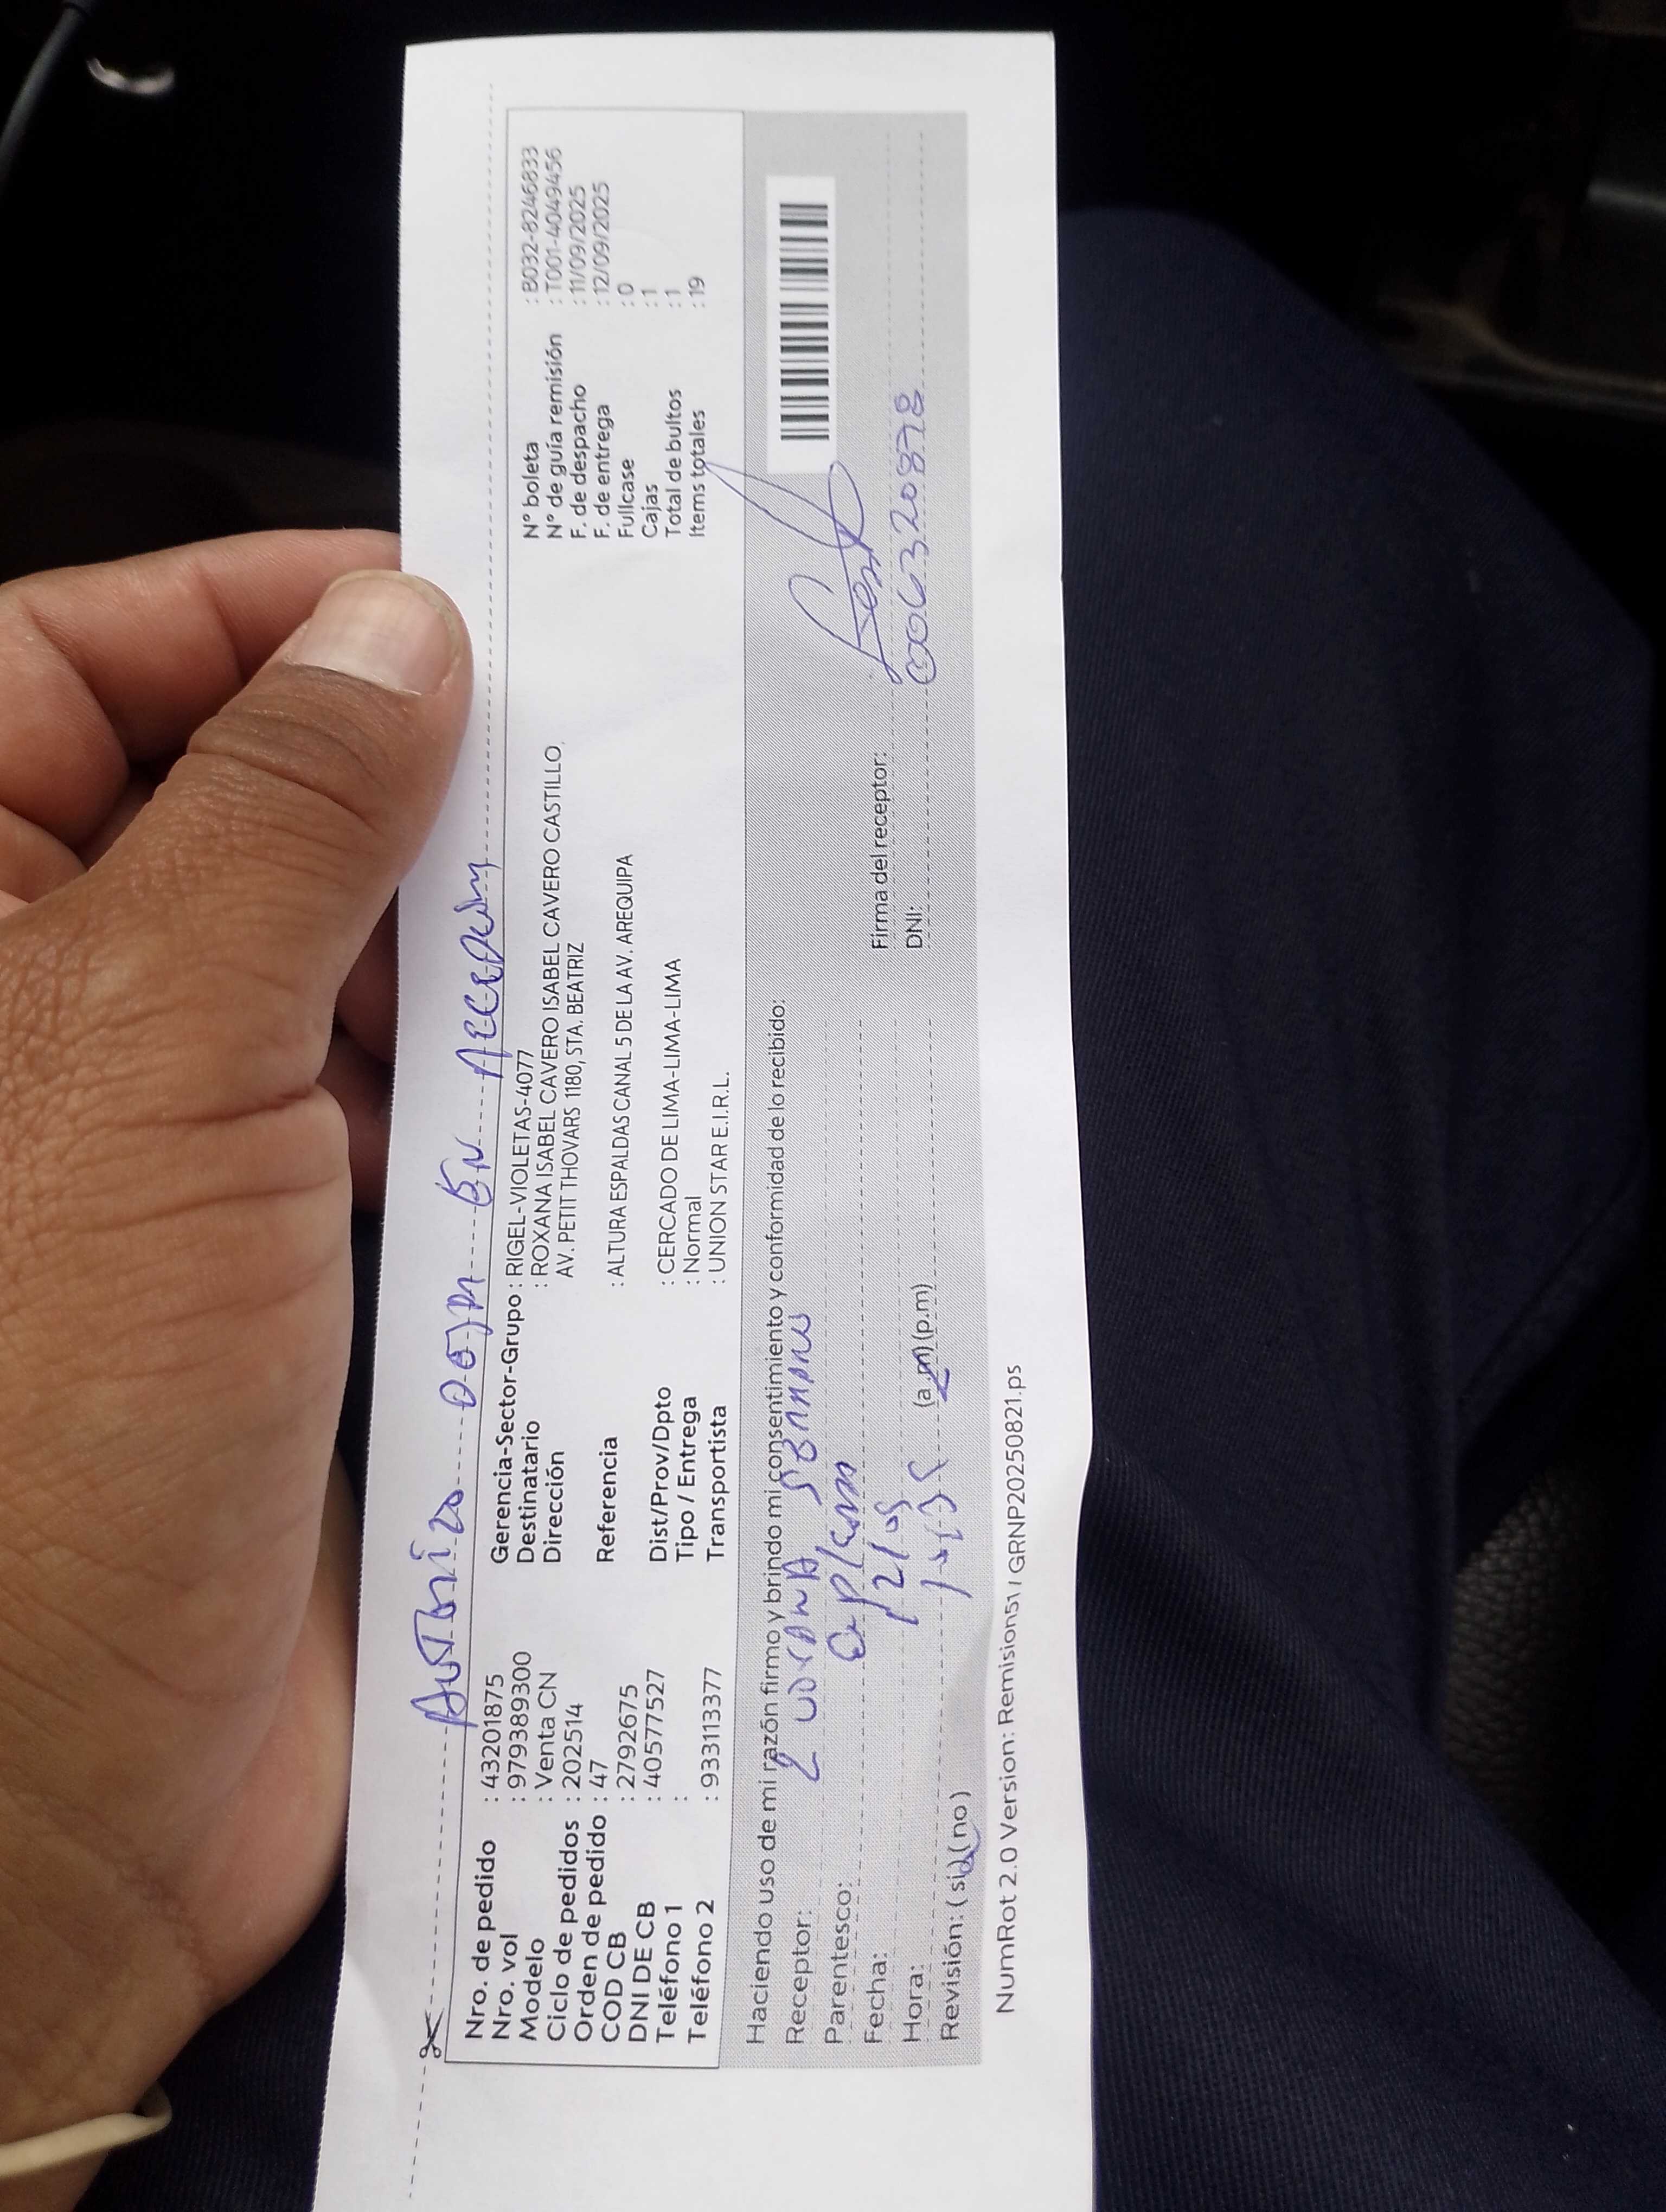 Autorizo dejar en
Nro. de pedido : 43201875
Nro. vol : 979389300
Modelo : Venta CN
Ciclo de pedidos : 202514
Orden de pedido : 47
COD CB : 2792675
DNI DE CB : 40577527
Teléfono 1 :
Teléfono 2 : 933113377
Gerencia-Sector-Grupo : RIGEL-VIOLETAS-4077
Destinatario : ROXANA ISABEL CAVERO ISABEL CAVERO CASTILLO,
Dirección AV. PETIT THOVARS 1180, STA. BEATRIZ
Referencia : ALTURA ESPALDAS CANAL 5 DE LA AV. AREQUIPA
Dist/Prov/Dpto : CERCADO DE LIMA-LIMA-LIMA
Tipo / Entrega : Normal
Transportista : UNION STAR E.I.R.L.
N° boleta : B032-8246833
N° de guía remisión : T001-4049456
F. de despacho : 11/09/2025
F. de entrega : 12/09/2025
Fullcase : 0
Cajas : 1
Total de bultos : 1
Items totales : 19
Haciendo uso de mi razón firmo y brindo mi consentimiento y conformidad de lo recibido:
Receptor:
Parentesco:
Fecha:
Hora: (a.m) (p.m)
Revisión: ( si ) (no)
Firma del receptor:
DNI: 006320878
NumRot 2.0 Version: Remision51 / GRNP20250821.ps